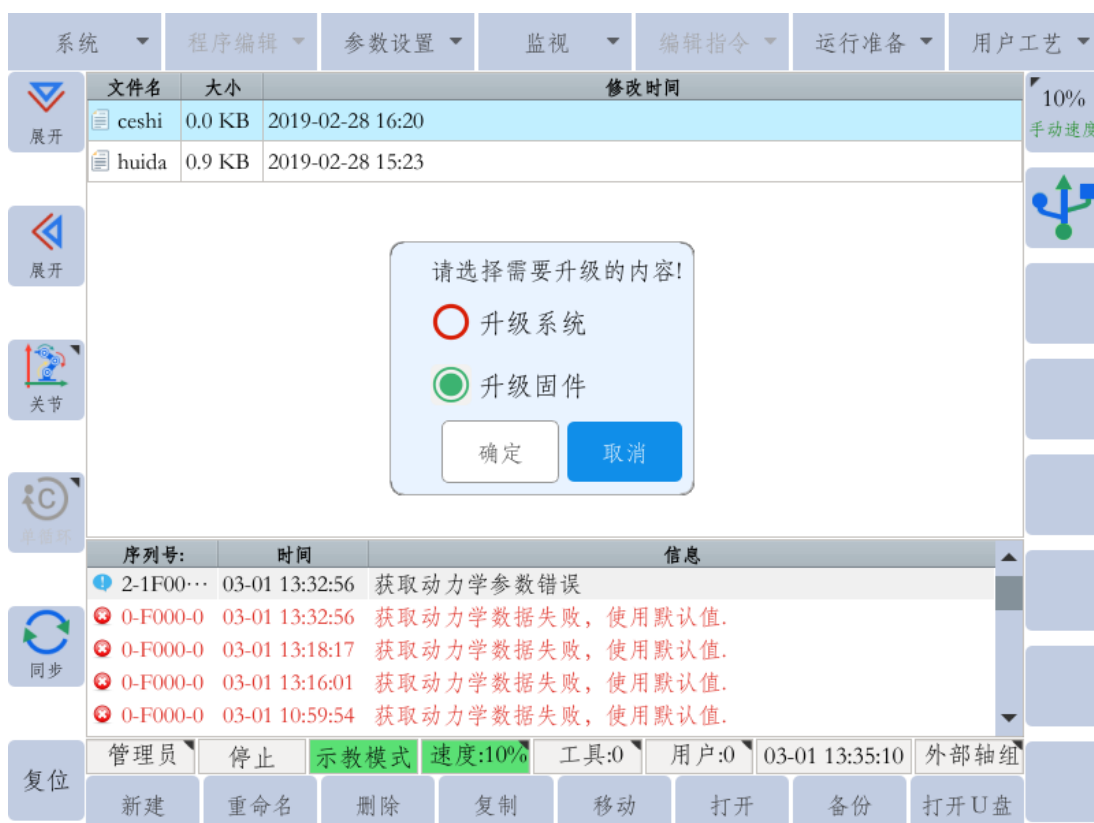 系统 程序编辑 参数设置 监视 编辑指令 运行准备 用户工艺
展开
展开
关节
单循环
同步
复位
文件名 大小 修改时间
ceshi 0.0 KB 2019-02-28 16:20
huida 0.9 KB 2019-02-28 15:23
请选择需要升级的内容!
升级系统
升级固件
确定 取消
10%
手动速度
序列号: 时间 信息
2-1F00··· 03-01 13:32:56 获取动力学参数错误
0-F000-0 03-01 13:32:56 获取动力学数据失败，使用默认值.
0-F000-0 03-01 13:18:17 获取动力学数据失败，使用默认值.
0-F000-0 03-01 13:16:01 获取动力学数据失败，使用默认值.
0-F000-0 03-01 10:59:54 获取动力学数据失败，使用默认值.
管理员 停止 示教模式 速度:10% 工具:0 用户:0 03-01 13:35:10 外部轴组
新建 重命名 删除 复制 移动 打开 备份 打开U盘